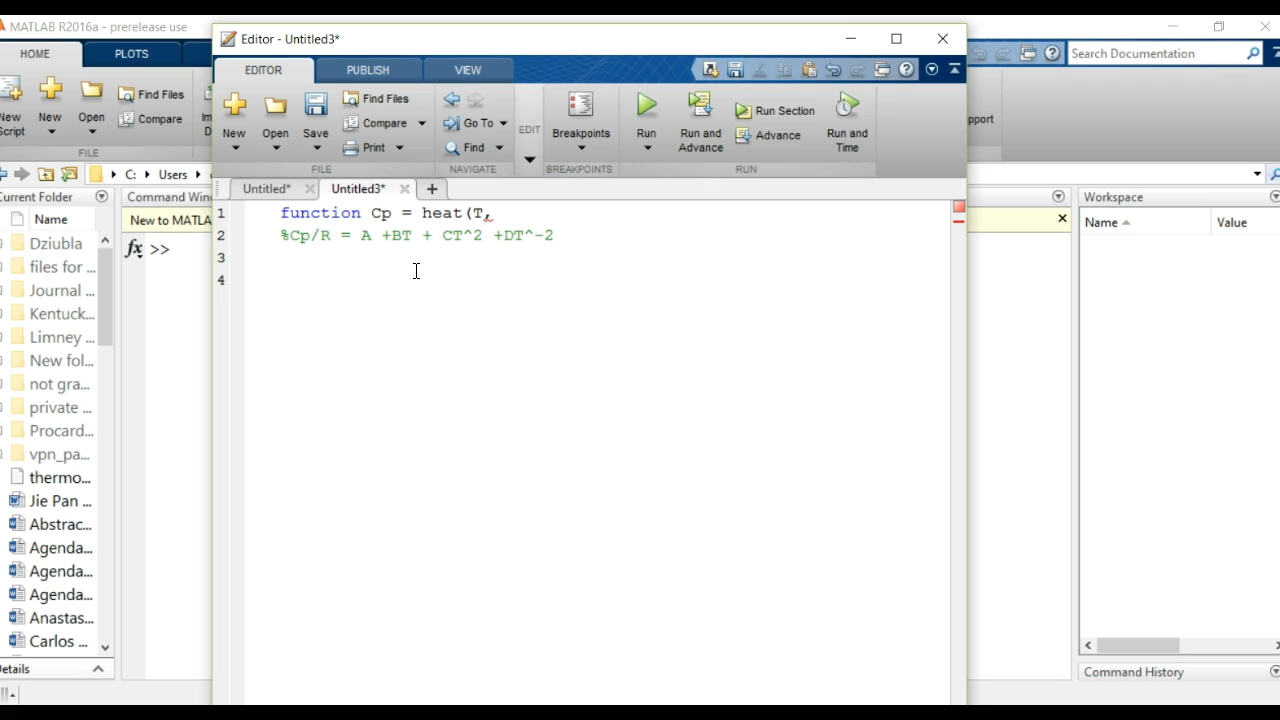 MATLAB R2016a - prerelease use
Editor - Untitled3*
HOME
PLOTS
EDITOR
PUBLISH
VIEW
Search Documentation
New Script
New
Open
Find Files
Compare
FILE
New
Open
Save
Find Files
Compare
Print
FILE
Go To
Find
NAVIGATE
EDIT
Breakpoints
BREAKPOINTS
Run
Run and Advance
Run Section
Advance
Run and Time
RUN
C:
Users
Untitled*
Untitled3*
Command Win
New to MATLA
fx >>
Name
Dziubla
files for ...
Journal ...
Kentuck...
Limney ...
New fol...
not gra...
private ...
Procard...
vpn_pa...
thermo...
Jie Pan ...
Abstrac...
Agenda...
Agenda...
Agenda...
Anastas...
Carlos ...
1 function Cp = heat(T,
2 %Cp/R = A +BT + CT^2 +DT^-2
3
4
Workspace
Name
Value
Command History